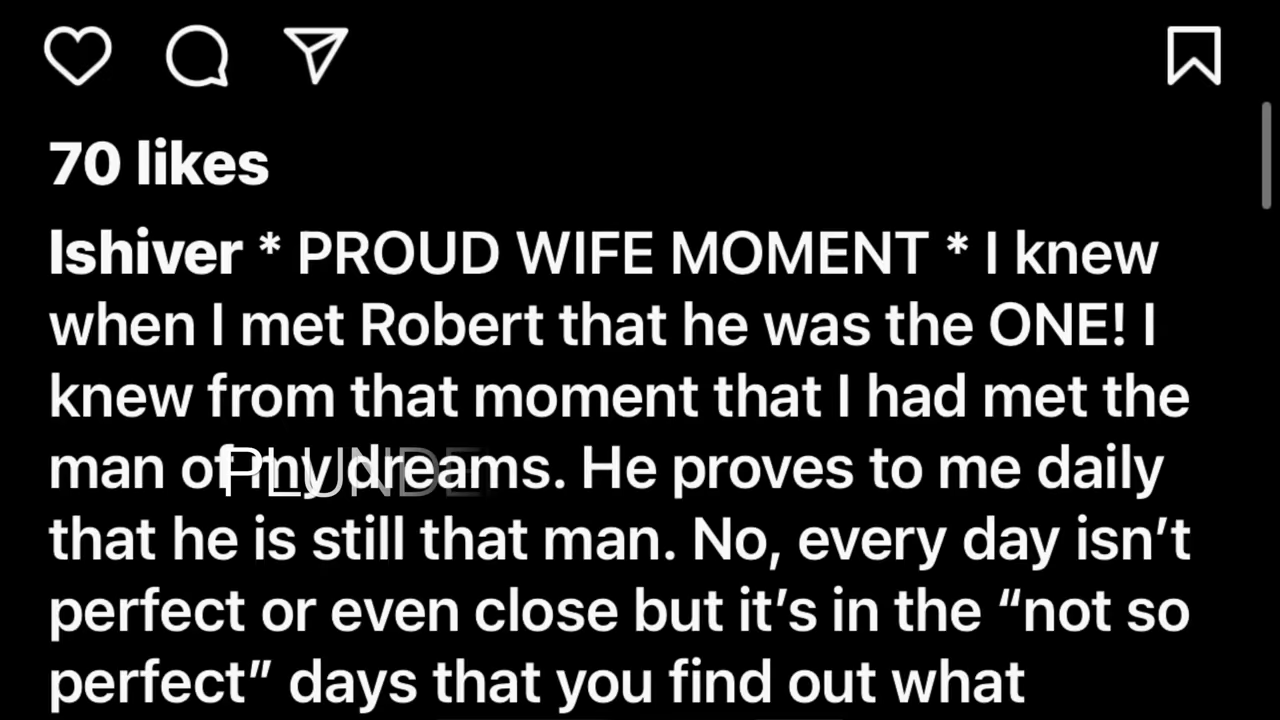 70 likes
lshiver * PROUD WIFE MOMENT * I knew
when I met Robert that he was the ONE! I
knew from that moment that I had met the
man of my dreams. He proves to me daily
PLUNDE
that he is still that man. No, every day isn’t
perfect or even close but it’s in the “not so
perfect” days that you find out what